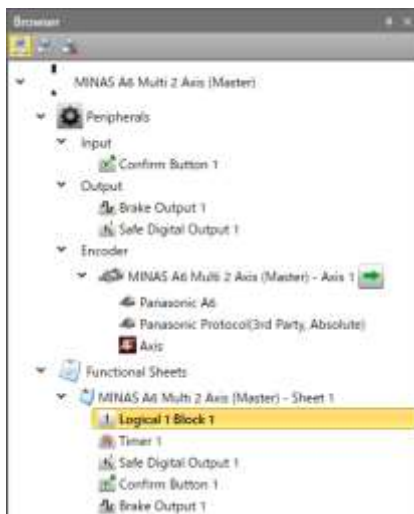 Browser
MINAS A6 Multi 2 Axis (Master)
Peripherals
Input
Confirm Button 1
Output
Brake Output 1
Safe Digital Output 1
Encoder
MINAS A6 Multi 2 Axis (Master) - Axis 1
Panasonic A6
Panasonic Protocol(3rd Party, Absolute)
Axis
Functional Sheets
MINAS A6 Multi 2 Axis (Master) - Sheet 1
Logical 1 Block 1
Timer 1
Safe Digital Output 1
Confirm Button 1
Brake Output 1